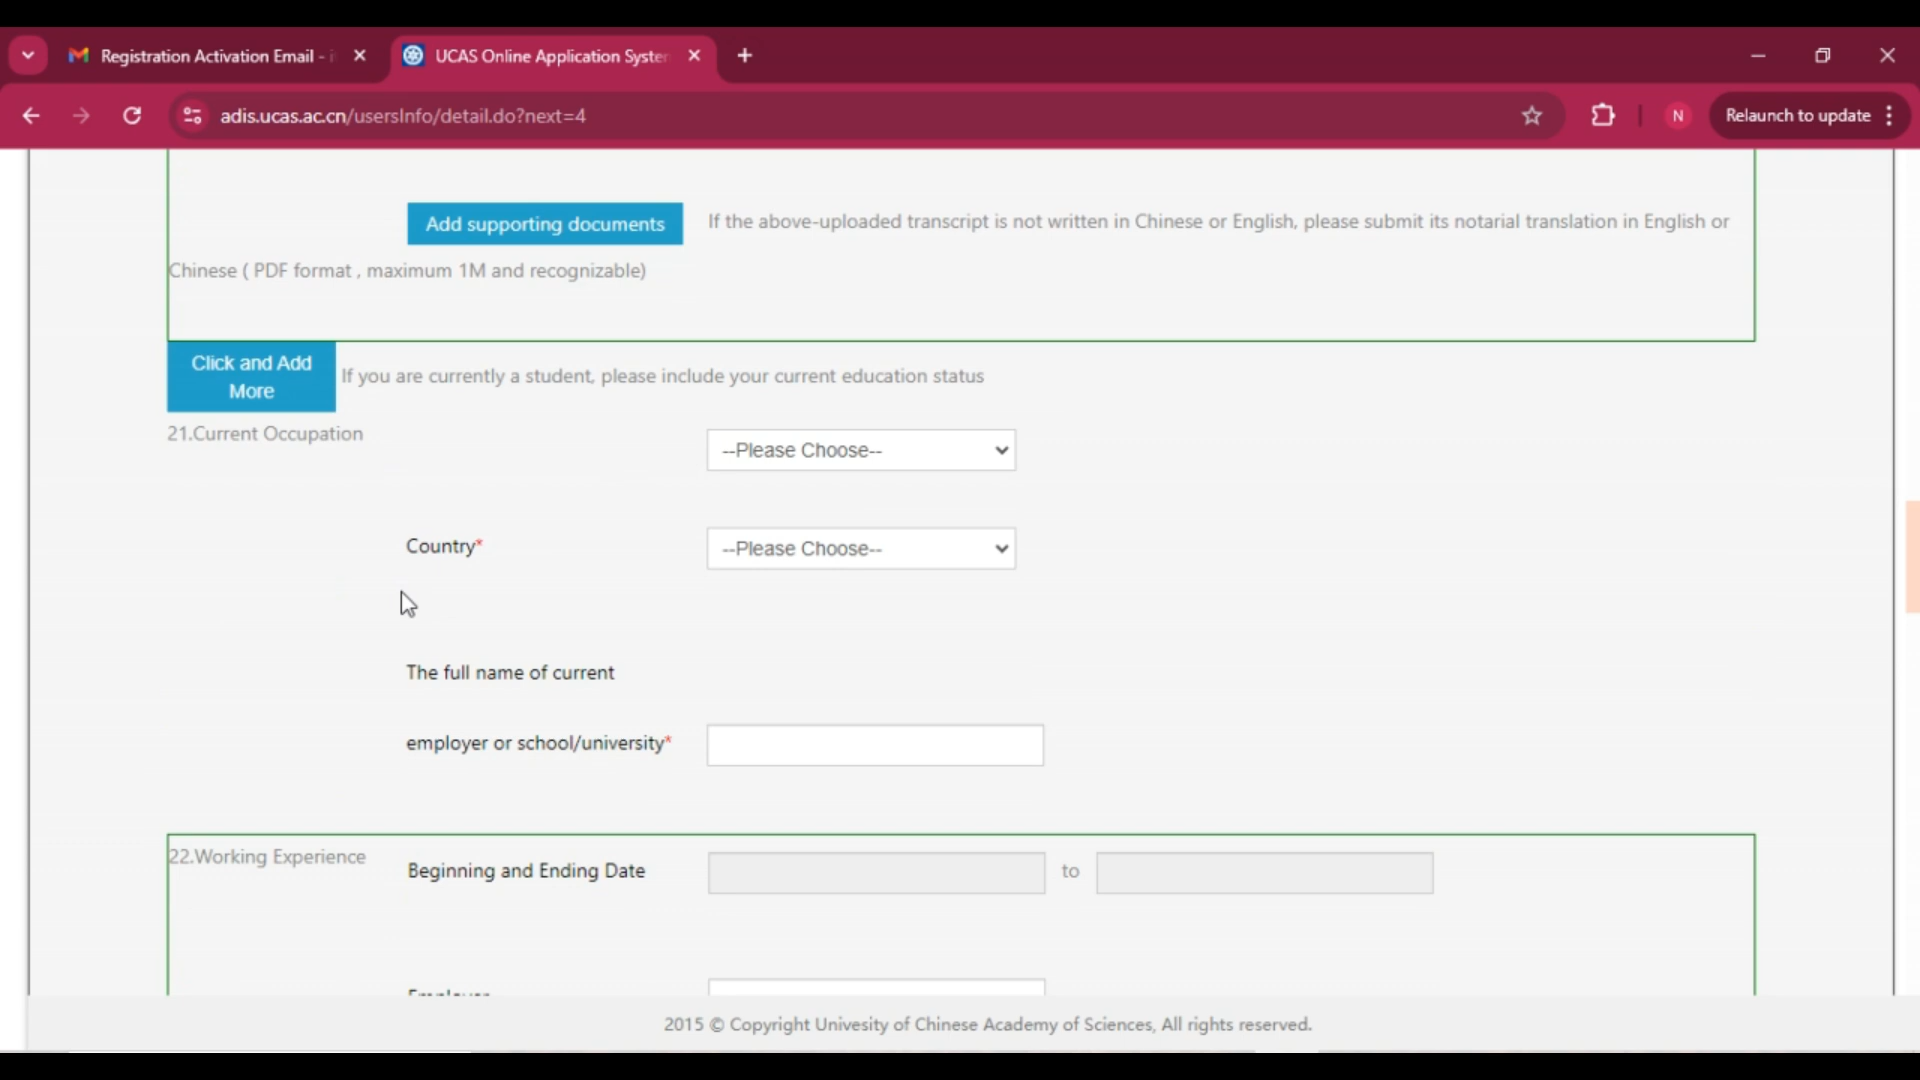 Registration Activation Email -
UCAS Online Application System
adis.ucas.ac.cn/usersInfo/detail.do?next=4
N
Relaunch to update
Add supporting documents
If the above-uploaded transcript is not written in Chinese or English, please submit its notarial translation in English or
Chinese ( PDF format , maximum 1M and recognizable)
Click and Add
More
If you are currently a student, please include your current education status
21.Current Occupation
--Please Choose--
Country*
--Please Choose--
The full name of current
employer or school/university*
22.Working Experience
Beginning and Ending Date
to
Employer
2015 © Copyright Univesity of Chinese Academy of Sciences, All rights reserved.